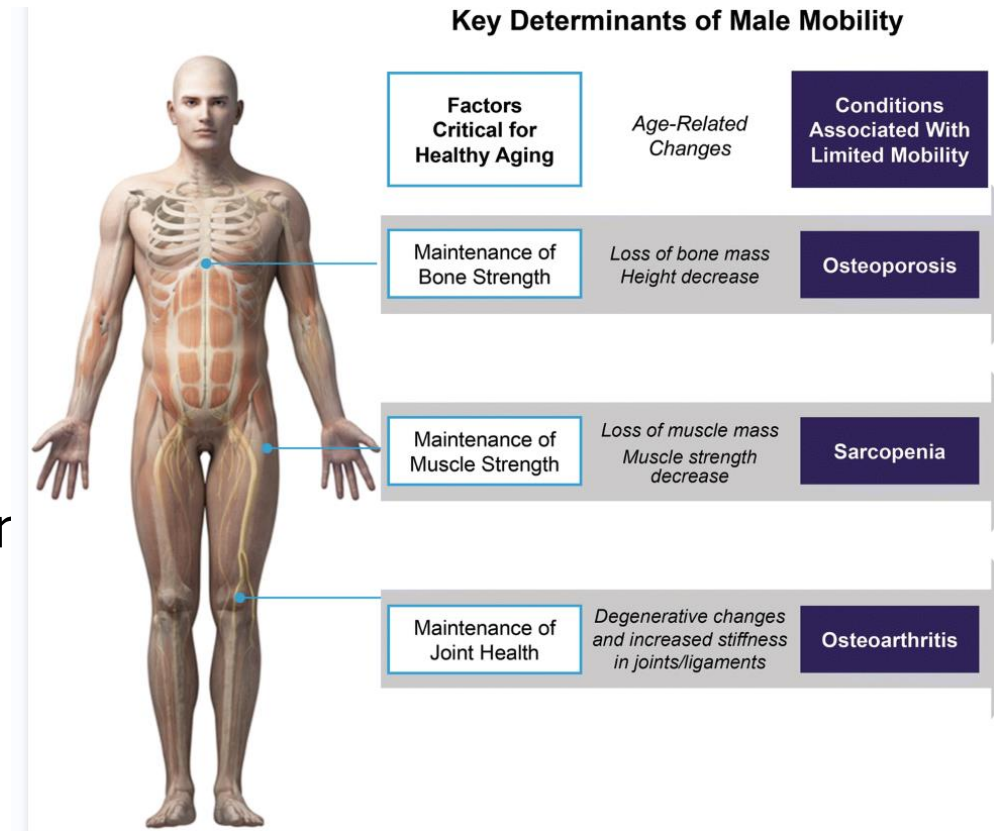 Key Determinants of Male Mobility
Factors
Critical for
Healthy Aging
Age-Related
Changes
Conditions
Associated With
Limited Mobility
Maintenance of
Bone Strength
Loss of bone mass
Height decrease
Osteoporosis
Maintenance of
Muscle Strength
Loss of muscle mass
Muscle strength
decrease
Sarcopenia
r
Maintenance of
Joint Health
Degenerative changes
and increased stiffness
in joints/ligaments
Osteoarthritis